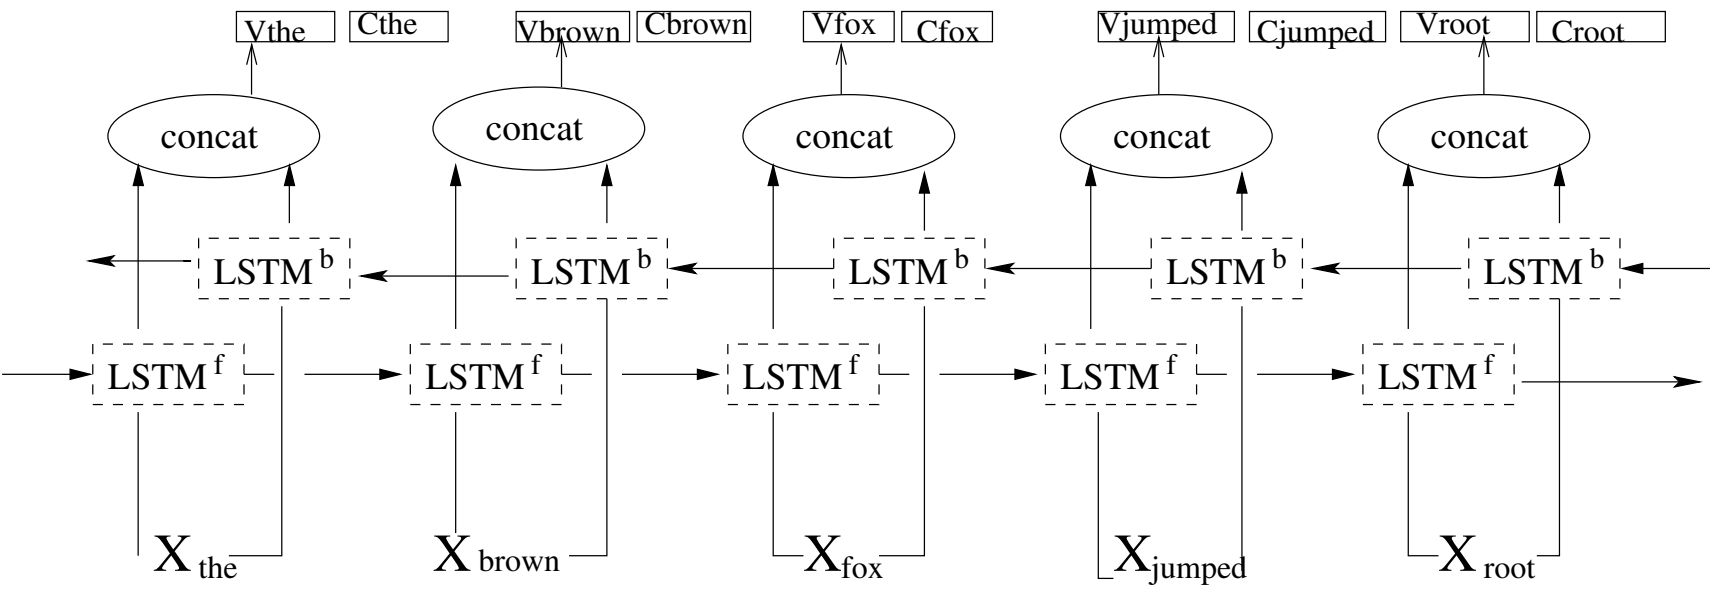 Vthe Cthe Vbrown Cbrown Vfox Cfox Vjumped Cjumped Vroot Croot
concat concat concat concat concat
LSTM b LSTM b LSTM b LSTM b LSTM b
LSTM f LSTM f LSTM f LSTM f LSTM f
X the X brown X fox X jumped X root